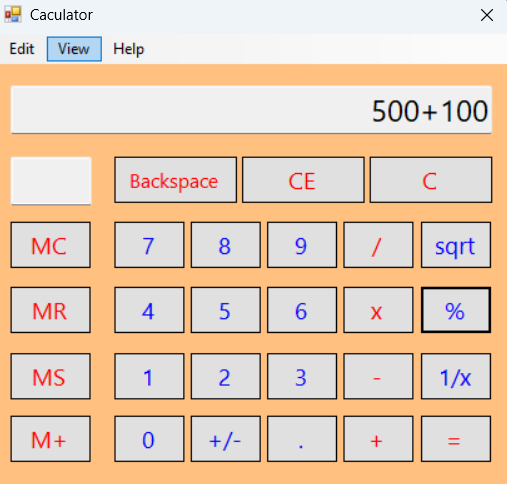 Caculator
Edit View Help
500+100
Backspace CE C
MC 7 8 9 / sqrt
MR 4 5 6 x %
MS 1 2 3 - 1/x
M+ 0 +/- . + =